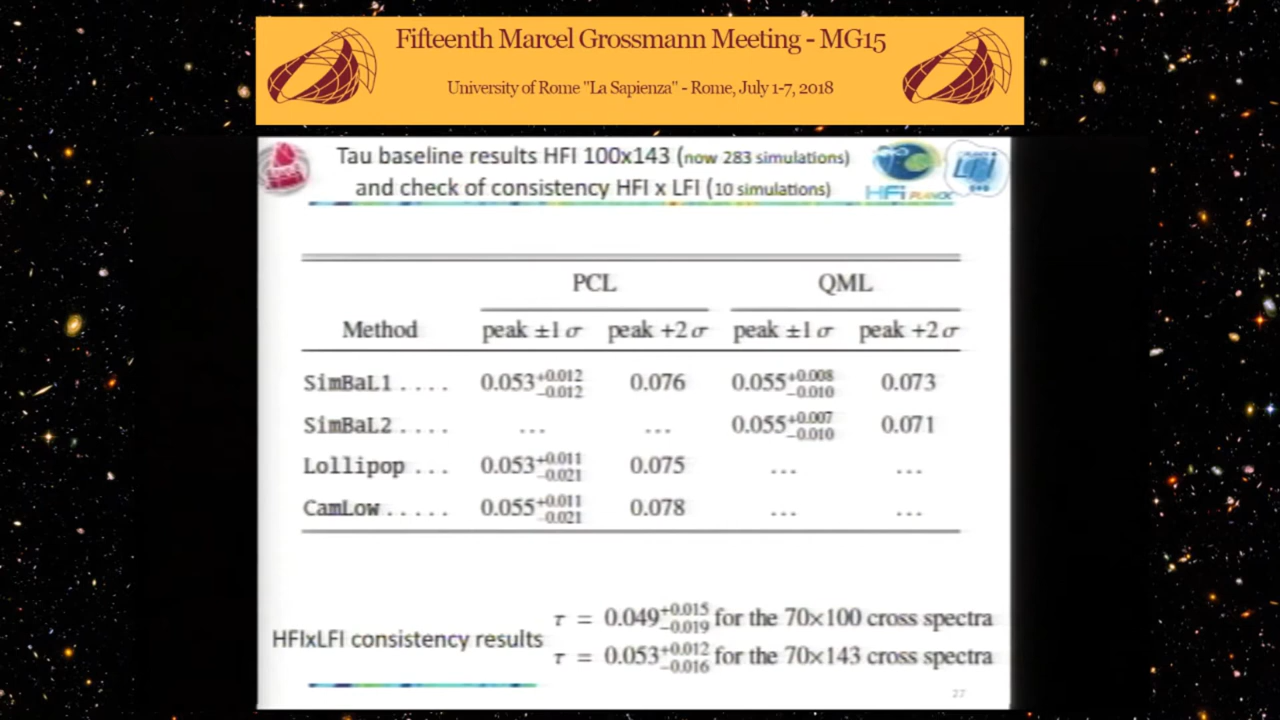 Fifteenth Marcel Grossmann Meeting - MG15
University of Rome "La Sapienza" - Rome, July 1-7, 2018
Tau baseline results HFI 100x143 (now 283 simulations)
and check of consistency HFI x LFI (10 simulations)
HFi PLANCK
PCL QML
Method peak ±1 σ peak +2 σ peak ±1 σ peak +2 σ
SimBaL1 . . . . 0.053+0.012−0.012 0.076 0.055+0.008−0.010 0.073
SimBaL2 . . . . . . . . . . 0.055+0.007−0.010 0.071
Lollipop . . . 0.053+0.011−0.021 0.075 . . . . . .
CamLow . . . . . 0.055+0.011−0.021 0.078 . . . . . .
τ = 0.049+0.015−0.019 for the 70×100 cross spectra
HFIxLFI consistency results
τ = 0.053+0.012−0.016 for the 70×143 cross spectra
27